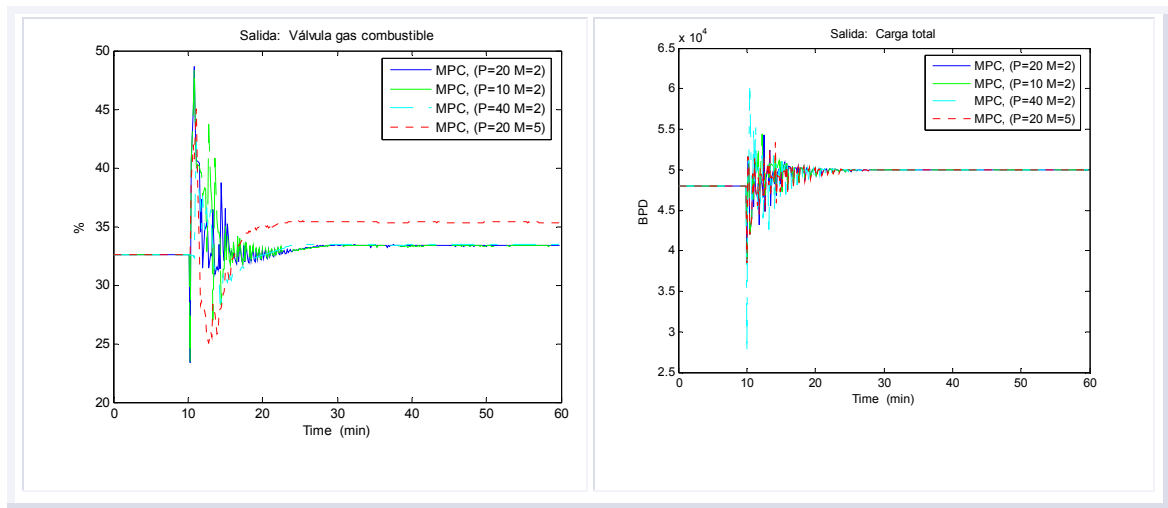 Salida: Válvula gas combustible
50
45
40
35
30
25
20
%
0 10 20 30 40 50 60
Time (min)
MPC, (P=20 M=2)
MPC, (P=10 M=2)
MPC, (P=40 M=2)
MPC, (P=20 M=5)
x 10^4
Salida: Carga total
6.5
6
5.5
5
4.5
4
3.5
3
2.5
BPD
0 10 20 30 40 50 60
Time (min)
MPC, (P=20 M=2)
MPC, (P=10 M=2)
MPC, (P=40 M=2)
MPC, (P=20 M=5)